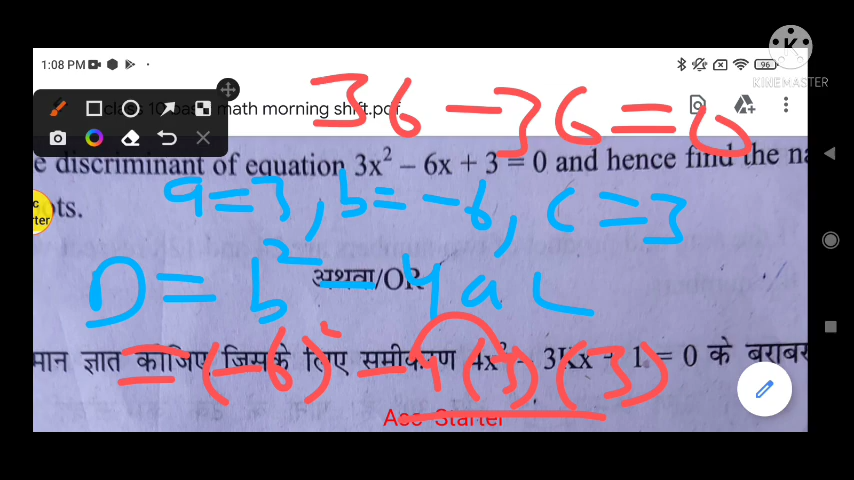 1:08 PM
96
KINEMASTER
36 - 36 = 0
math morning shift.pdf
discriminant of equation 3x² – 6x + 3 = 0 and hence find the
a = 3, b = -6, c = 3
D = b² - 4ac
अथवा/OR
ज्ञात कीजिए जिसके लिए समीकरण 4x² – 3Kx + 1 = 0 के बराबर
= (-6)² - 4(3)(3)
Ace Starter